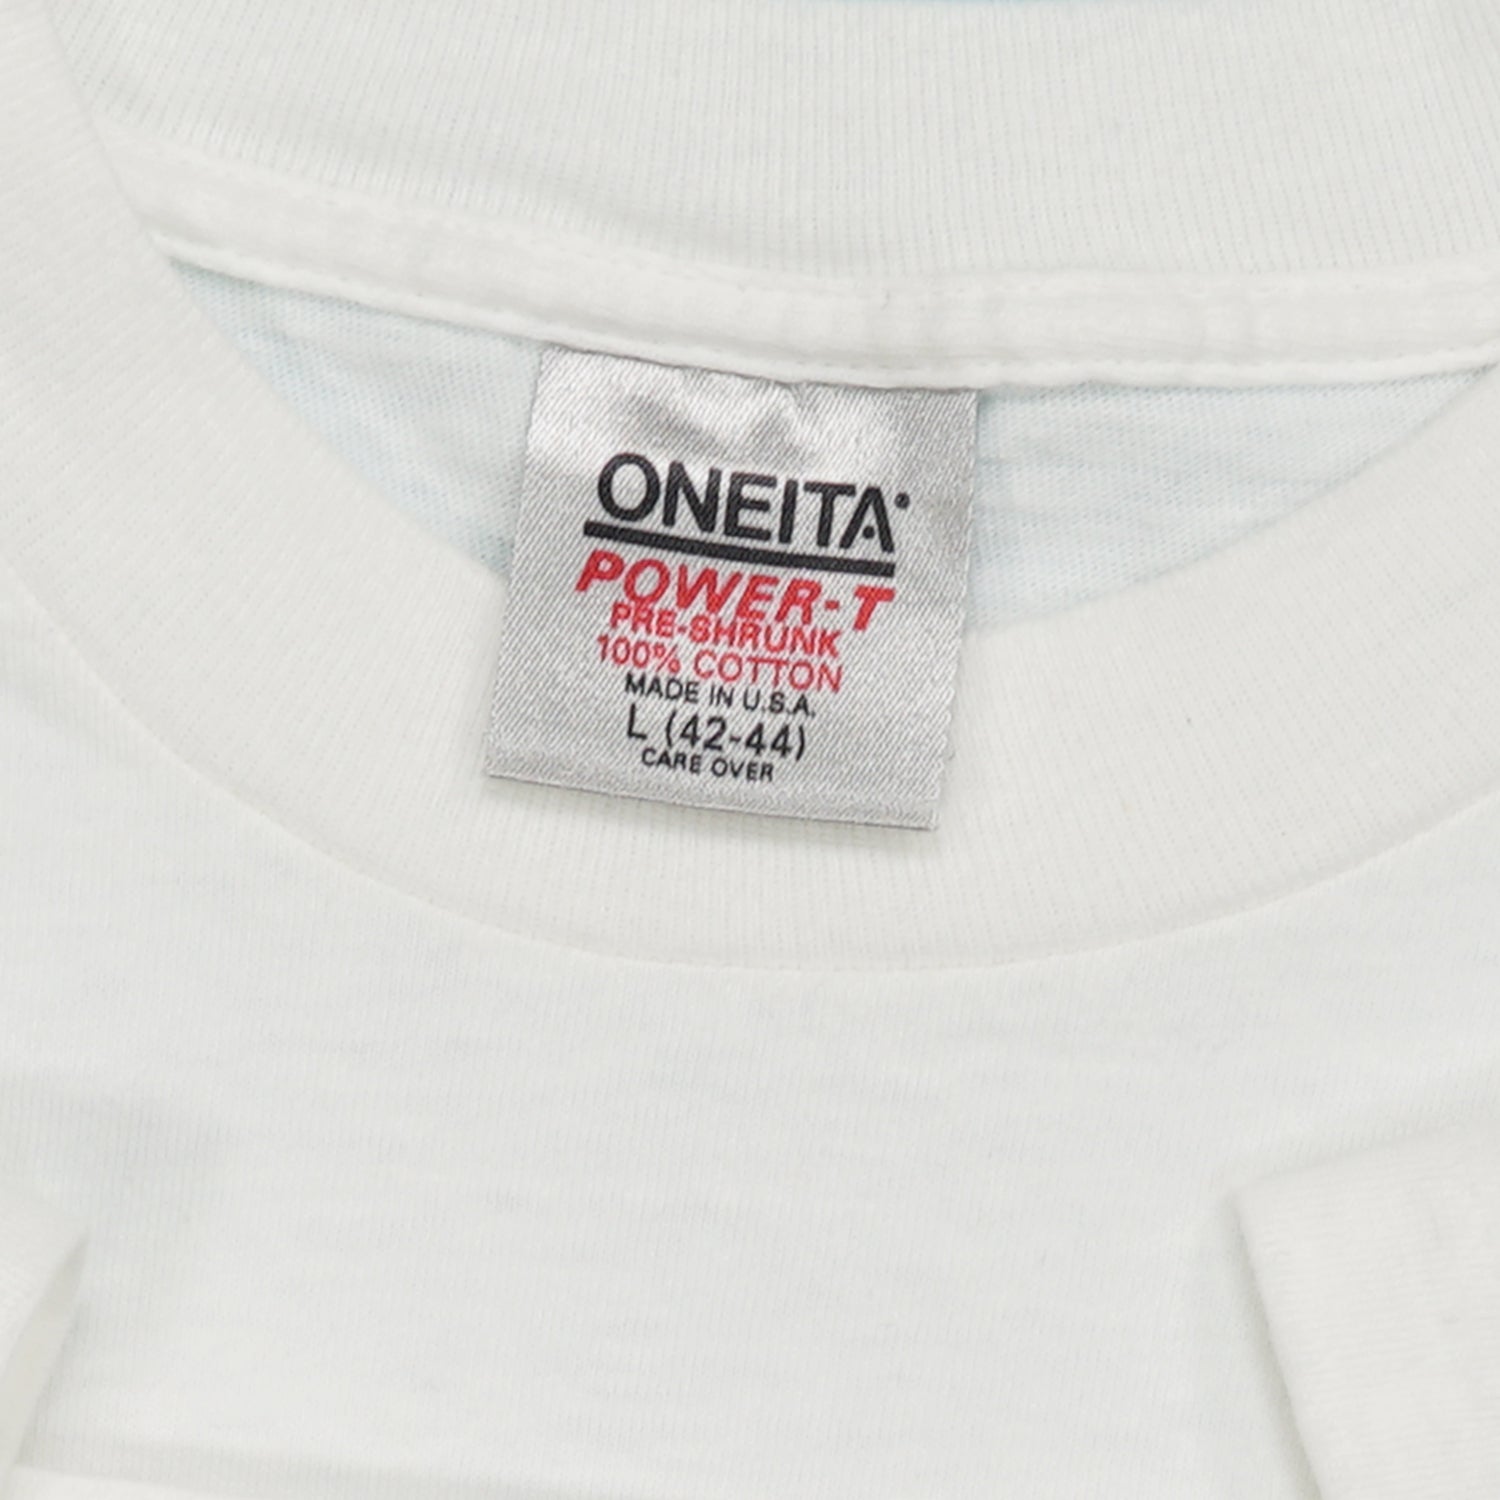 ONEITA
POWER-T
PRE-SHRUNK
100% COTTON
MADE IN U.S.A.
L (42-44)
CARE OVER